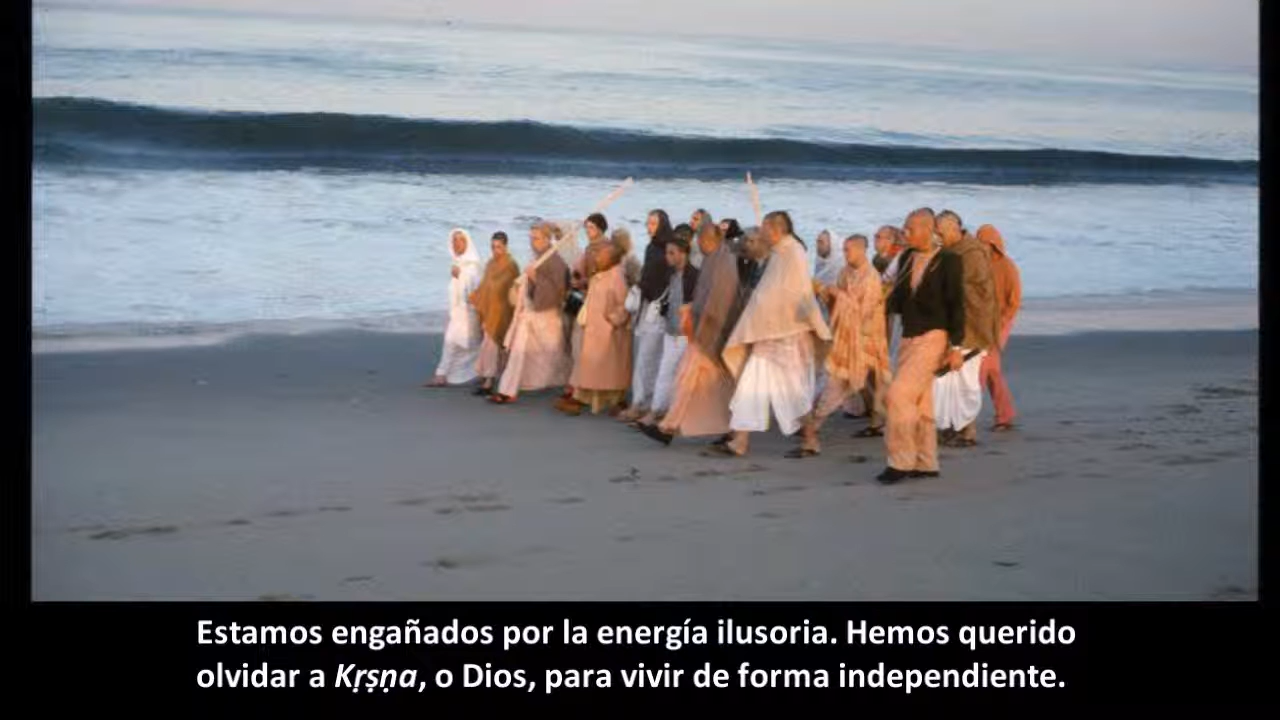 Estamos engañados por la energía ilusoria. Hemos querido
olvidar a Kṛṣṇa, o Dios, para vivir de forma independiente.